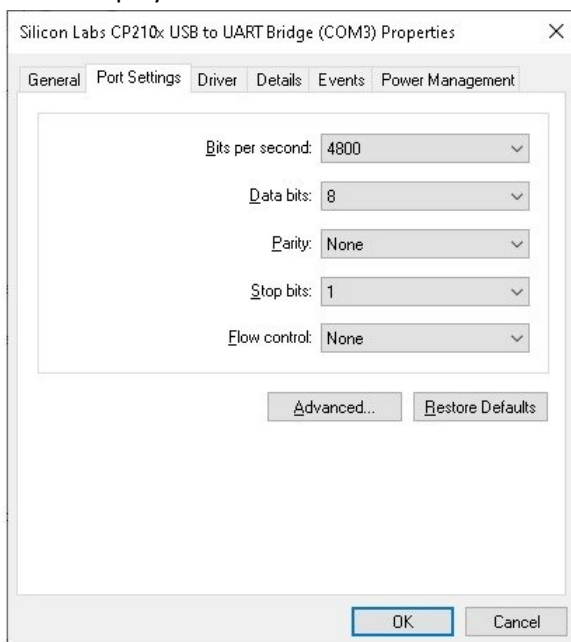 Silicon Labs CP210x USB to UART Bridge (COM3) Properties
General Port Settings Driver Details Events Power Management
Bits per second: 4800
Data bits: 8
Parity: None
Stop bits: 1
Flow control: None
Advanced... Restore Defaults
OK Cancel